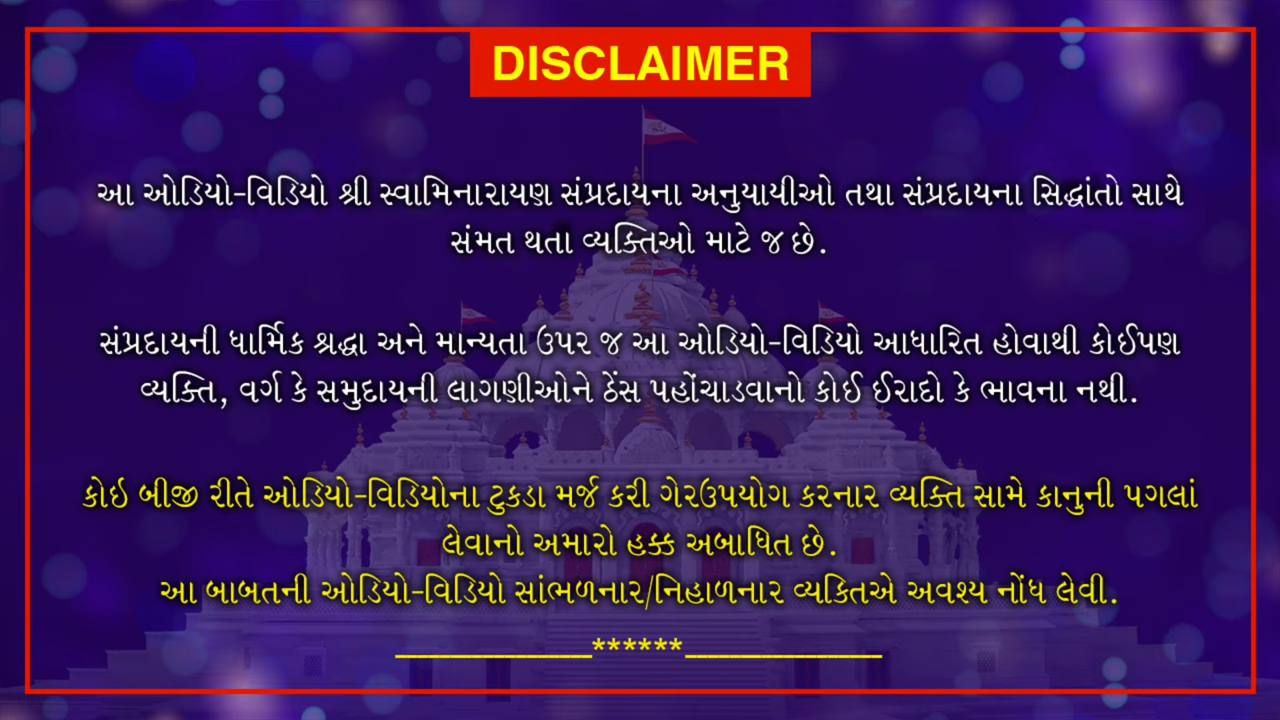 DISCLAIMER
આ ઓડિયો-વિડિયો શ્રી સ્વામિનારાયણ સંપ્રદાયના અનુયાયીઓ તથા સંપ્રદાયના સિદ્ધાંતો સાથે
સંમત થતા વ્યક્તિઓ માટે જ છે.
સંપ્રદાયની ધાર્મિક શ્રદ્ધા અને માન્યતા ઉપર જ આ ઓડિયો-વિડિયો આધારિત હોવાથી કોઈપણ
વ્યક્તિ, વર્ગ કે સમુદાયની લાગણીઓને ઠેંસ પહોંચાડવાનો કોઈ ઈરાદો કે ભાવના નથી.
કોઇ બીજી રીતે ઓડિયો-વિડિયોના ટુકડા મર્જ કરી ગેરઉપયોગ કરનાર વ્યક્તિ સામે કાનુની પગલાં
લેવાનો અમારો હક્ક અબાધિત છે.
આ બાબતની ઓડિયો-વિડિયો સાંભળનાર/નિહાળનાર વ્યકિતએ અવશ્ય નોંધ લેવી.
______________******______________